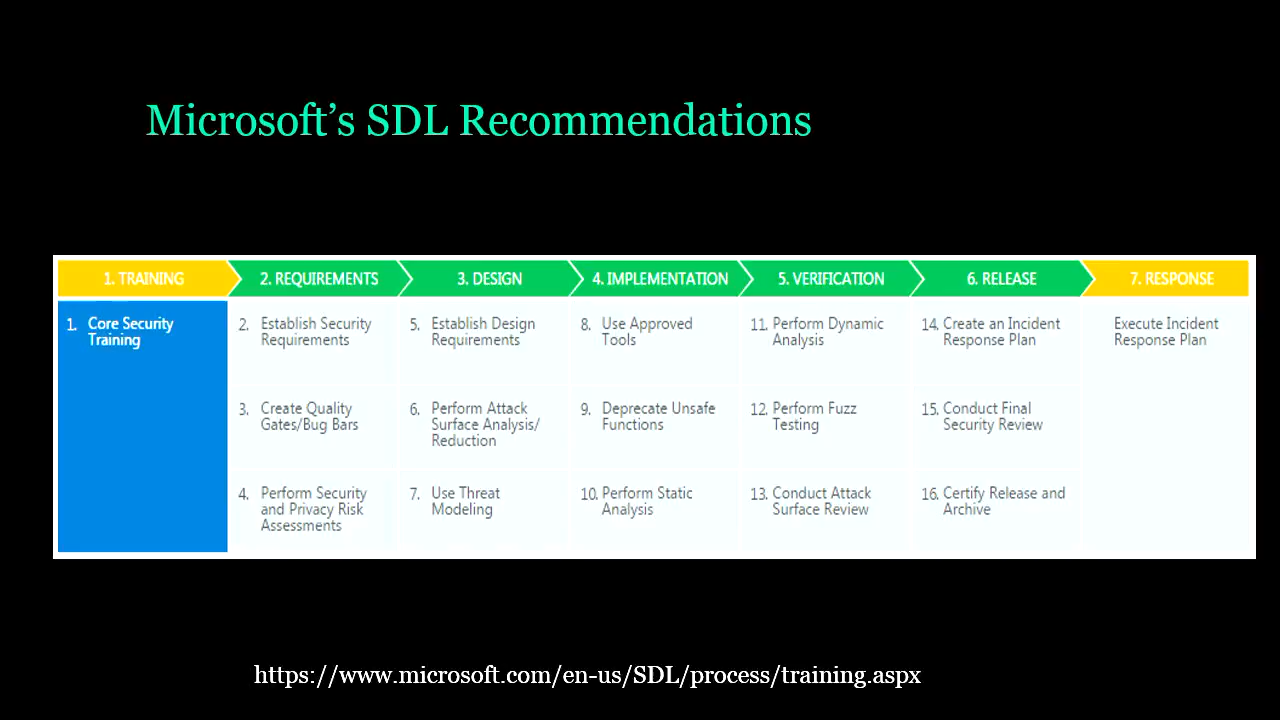 Microsoft’s SDL Recommendations
1. TRAINING
2. REQUIREMENTS
3. DESIGN
4. IMPLEMENTATION
5. VERIFICATION
6. RELEASE
7. RESPONSE
1. Core Security
Training
2. Establish Security
Requirements
3. Create Quality
Gates/Bug Bars
4. Perform Security
and Privacy Risk
Assessments
5. Establish Design
Requirements
6. Perform Attack
Surface Analysis/
Reduction
7. Use Threat
Modeling
8. Use Approved
Tools
9. Deprecate Unsafe
Functions
10. Perform Static
Analysis
11. Perform Dynamic
Analysis
12. Perform Fuzz
Testing
13. Conduct Attack
Surface Review
14. Create an Incident
Response Plan
15. Conduct Final
Security Review
16. Certify Release and
Archive
Execute Incident
Response Plan
https://www.microsoft.com/en-us/SDL/process/training.aspx